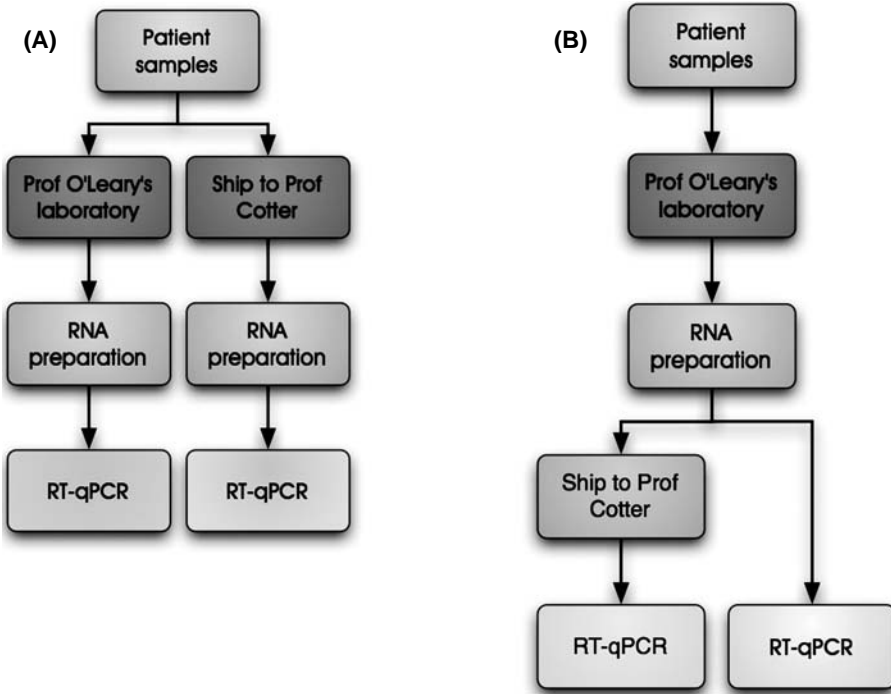 (A)
Patient
samples
Prof O'Leary's
laboratory
Ship to Prof
Cotter
RNA
preparation
RNA
preparation
RT-qPCR
RT-qPCR
(B)
Patient
samples
Prof O'Leary's
laboratory
RNA
preparation
Ship to Prof
Cotter
RT-qPCR
RT-qPCR